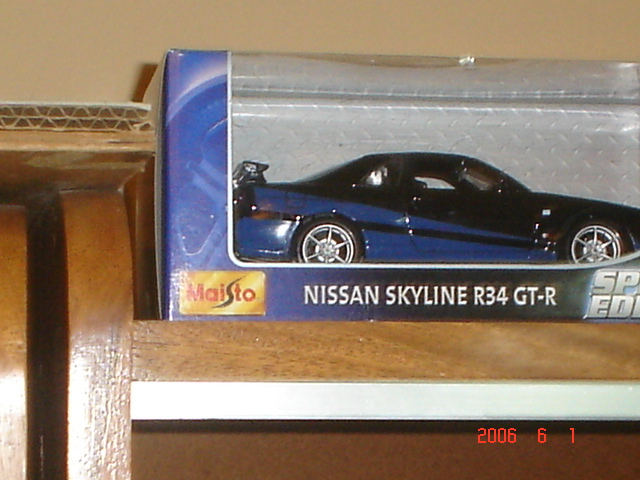 Maisto
NISSAN SKYLINE R34 GT-R
2006 6 1